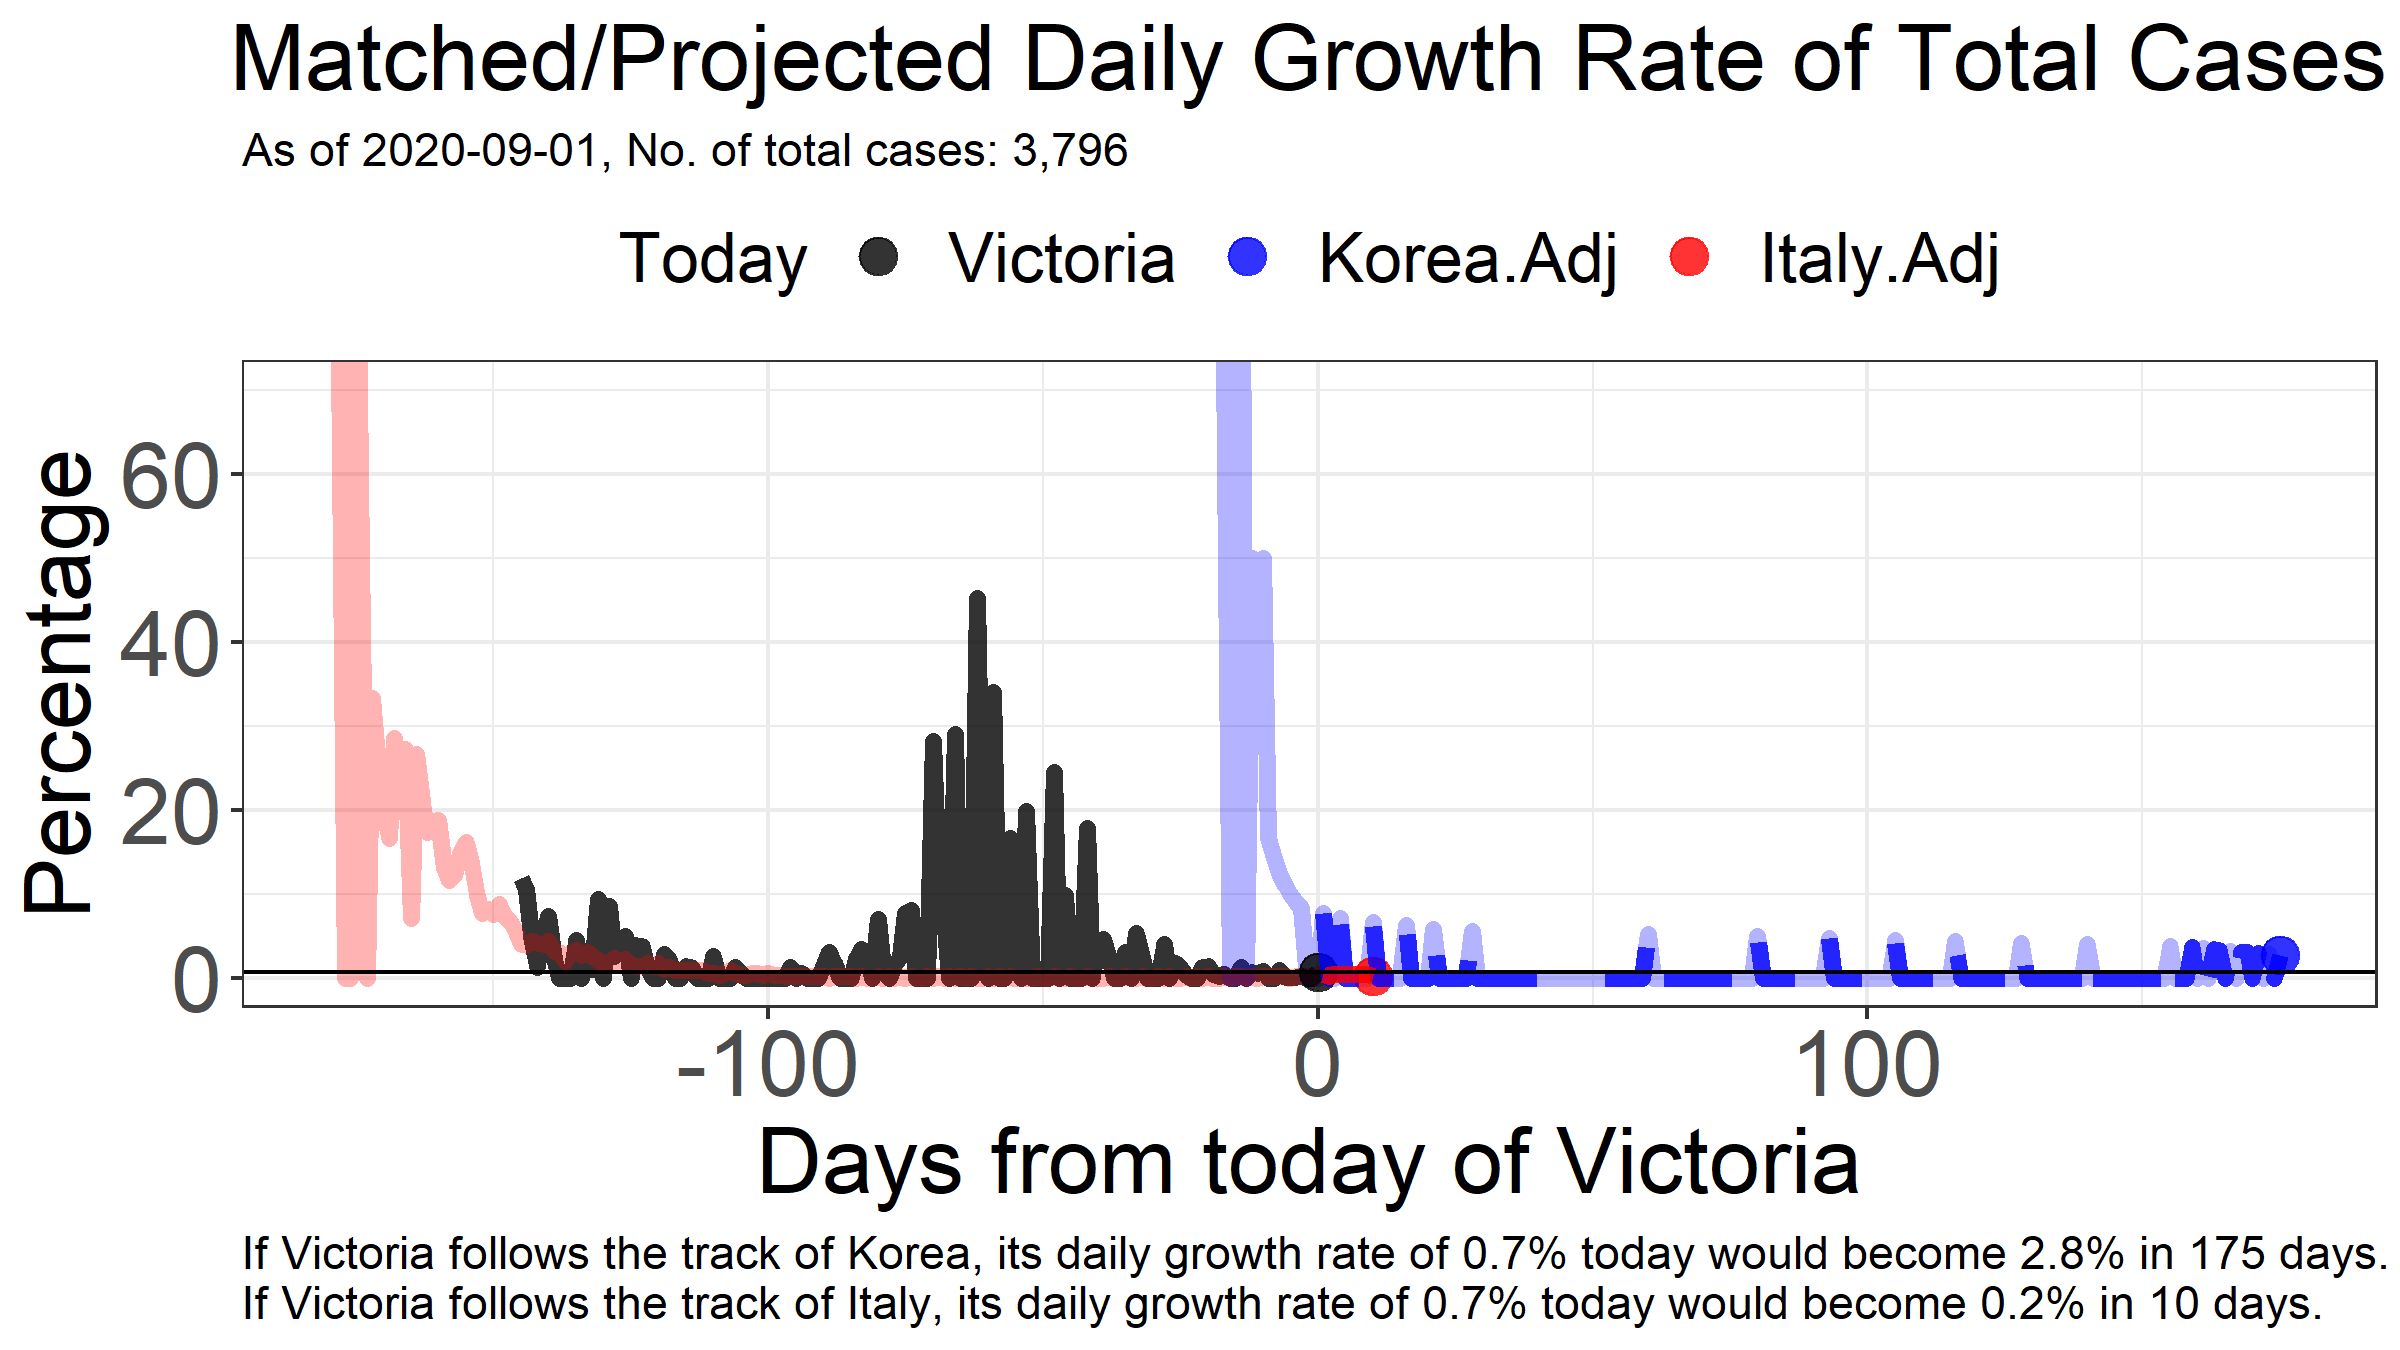 Matched/Projected Daily Growth Rate of Total Cases
As of 2020-09-01, No. of total cases: 3,796
Today Victoria Korea.Adj Italy.Adj
Percentage
60
40
20
0
-100 0 100
Days from today of Victoria
If Victoria follows the track of Korea, its daily growth rate of 0.7% today would become 2.8% in 175 days.
If Victoria follows the track of Italy, its daily growth rate of 0.7% today would become 0.2% in 10 days.